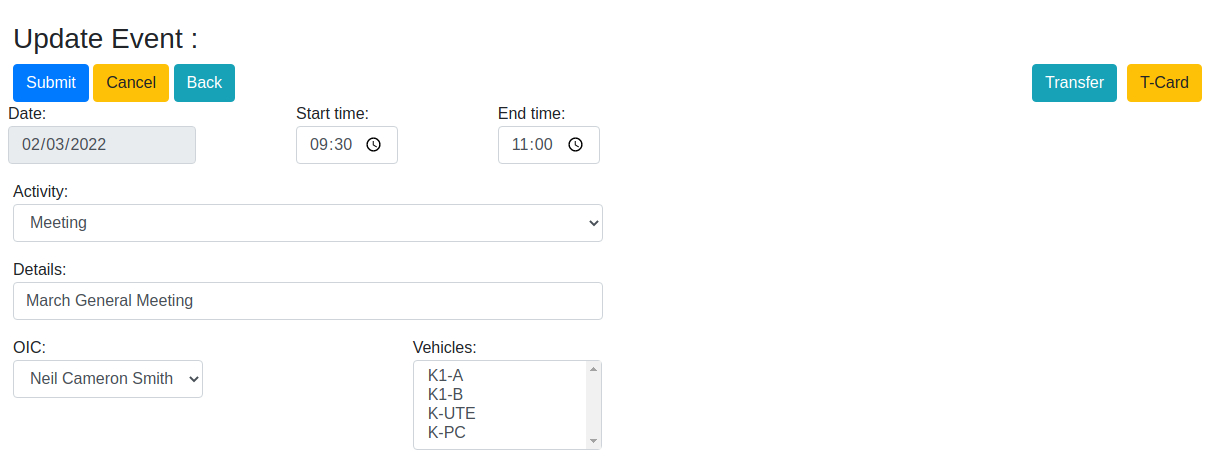 Update Event :
Submit Cancel Back Transfer T-Card
Date: Start time: End time:
02/03/2022 09:30 11:00
Activity:
Meeting
Details:
March General Meeting
OIC: Vehicles:
Neil Cameron Smith K1-A
K1-B
K-UTE
K-PC